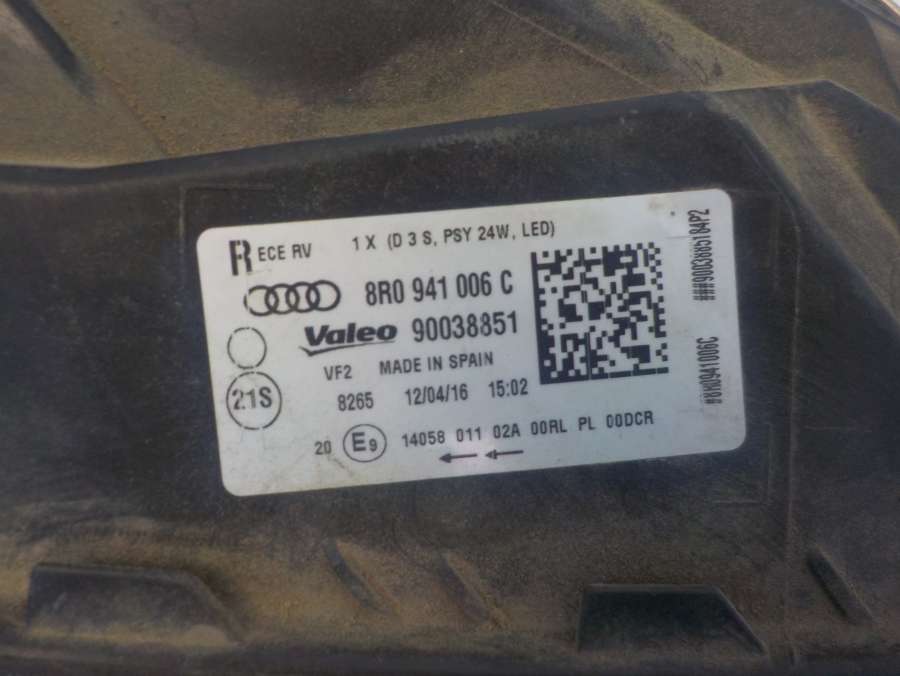 R ECE RV 1 X (D 3 S, PSY 24W, LED)
8R0 941 006 C
Valeo 90038851
VF2 MADE IN SPAIN
21S
8265 12/04/16 15:02
20 E9 14058 011 02A 00RL PL 00DCR
#8R0941006C